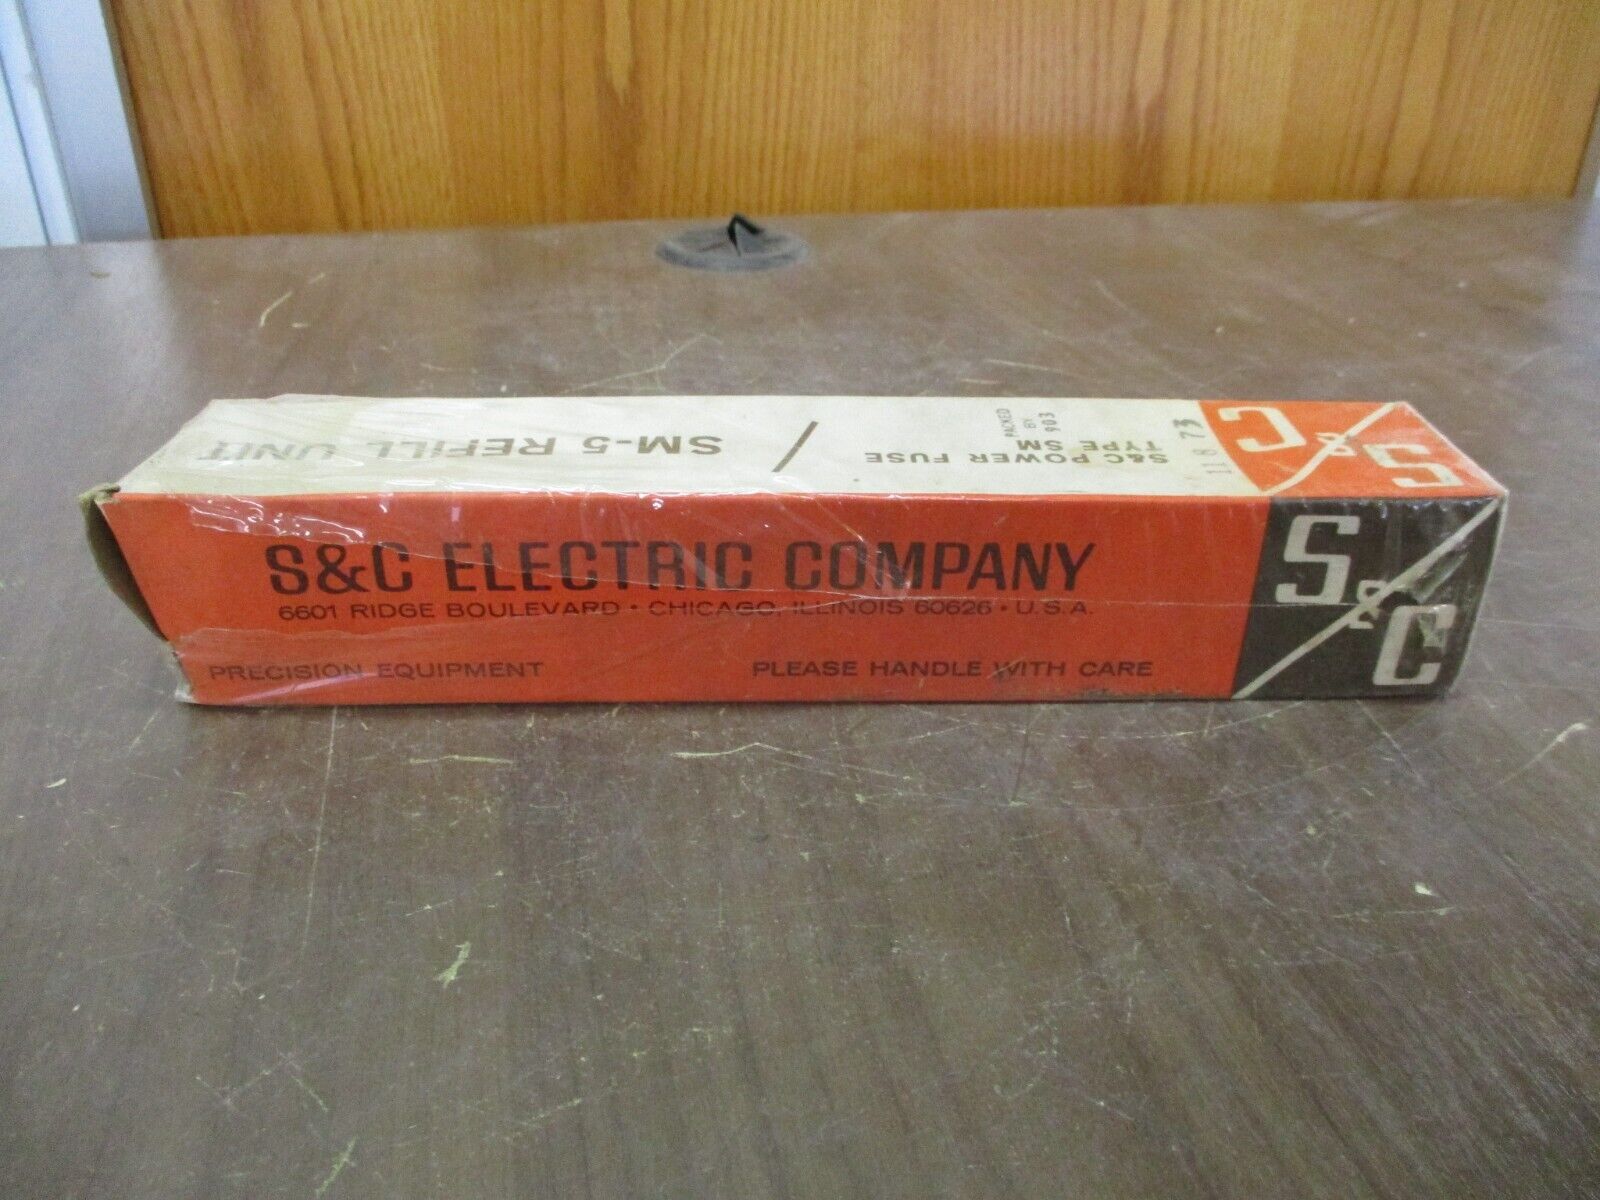 SM-5 REFILL UNIT
/
S&C POWER FUSE
TYPE SM
PACKED
BY
903
11 8 73
S&C
S&C ELECTRIC COMPANY
6601 RIDGE BOULEVARD • CHICAGO, ILLINOIS 60626 • U.S.A.
PRECISION EQUIPMENT
PLEASE HANDLE WITH CARE
S&C